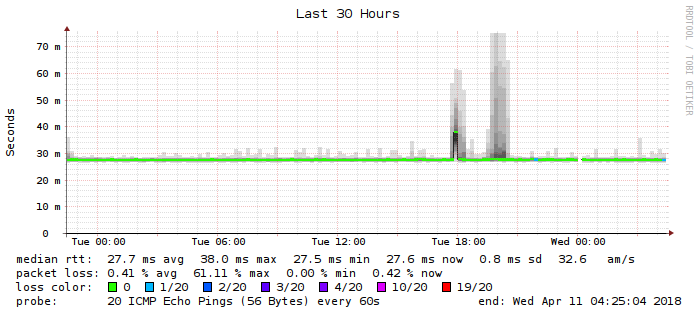 Last 30 Hours
RRDTOOL / TOBI OETIKER
Seconds
70 m
60 m
50 m
40 m
30 m
20 m
10 m
0
Tue 00:00 Tue 06:00 Tue 12:00 Tue 18:00 Wed 00:00
median rtt: 27.7 ms avg 38.0 ms max 27.5 ms min 27.6 ms now 0.8 ms sd 32.6 am/s
packet loss: 0.41 % avg 61.11 % max 0.00 % min 0.42 % now
loss color: 0 1/20 2/20 3/20 4/20 10/20 19/20
probe: 20 ICMP Echo Pings (56 Bytes) every 60s end: Wed Apr 11 04:25:04 2018